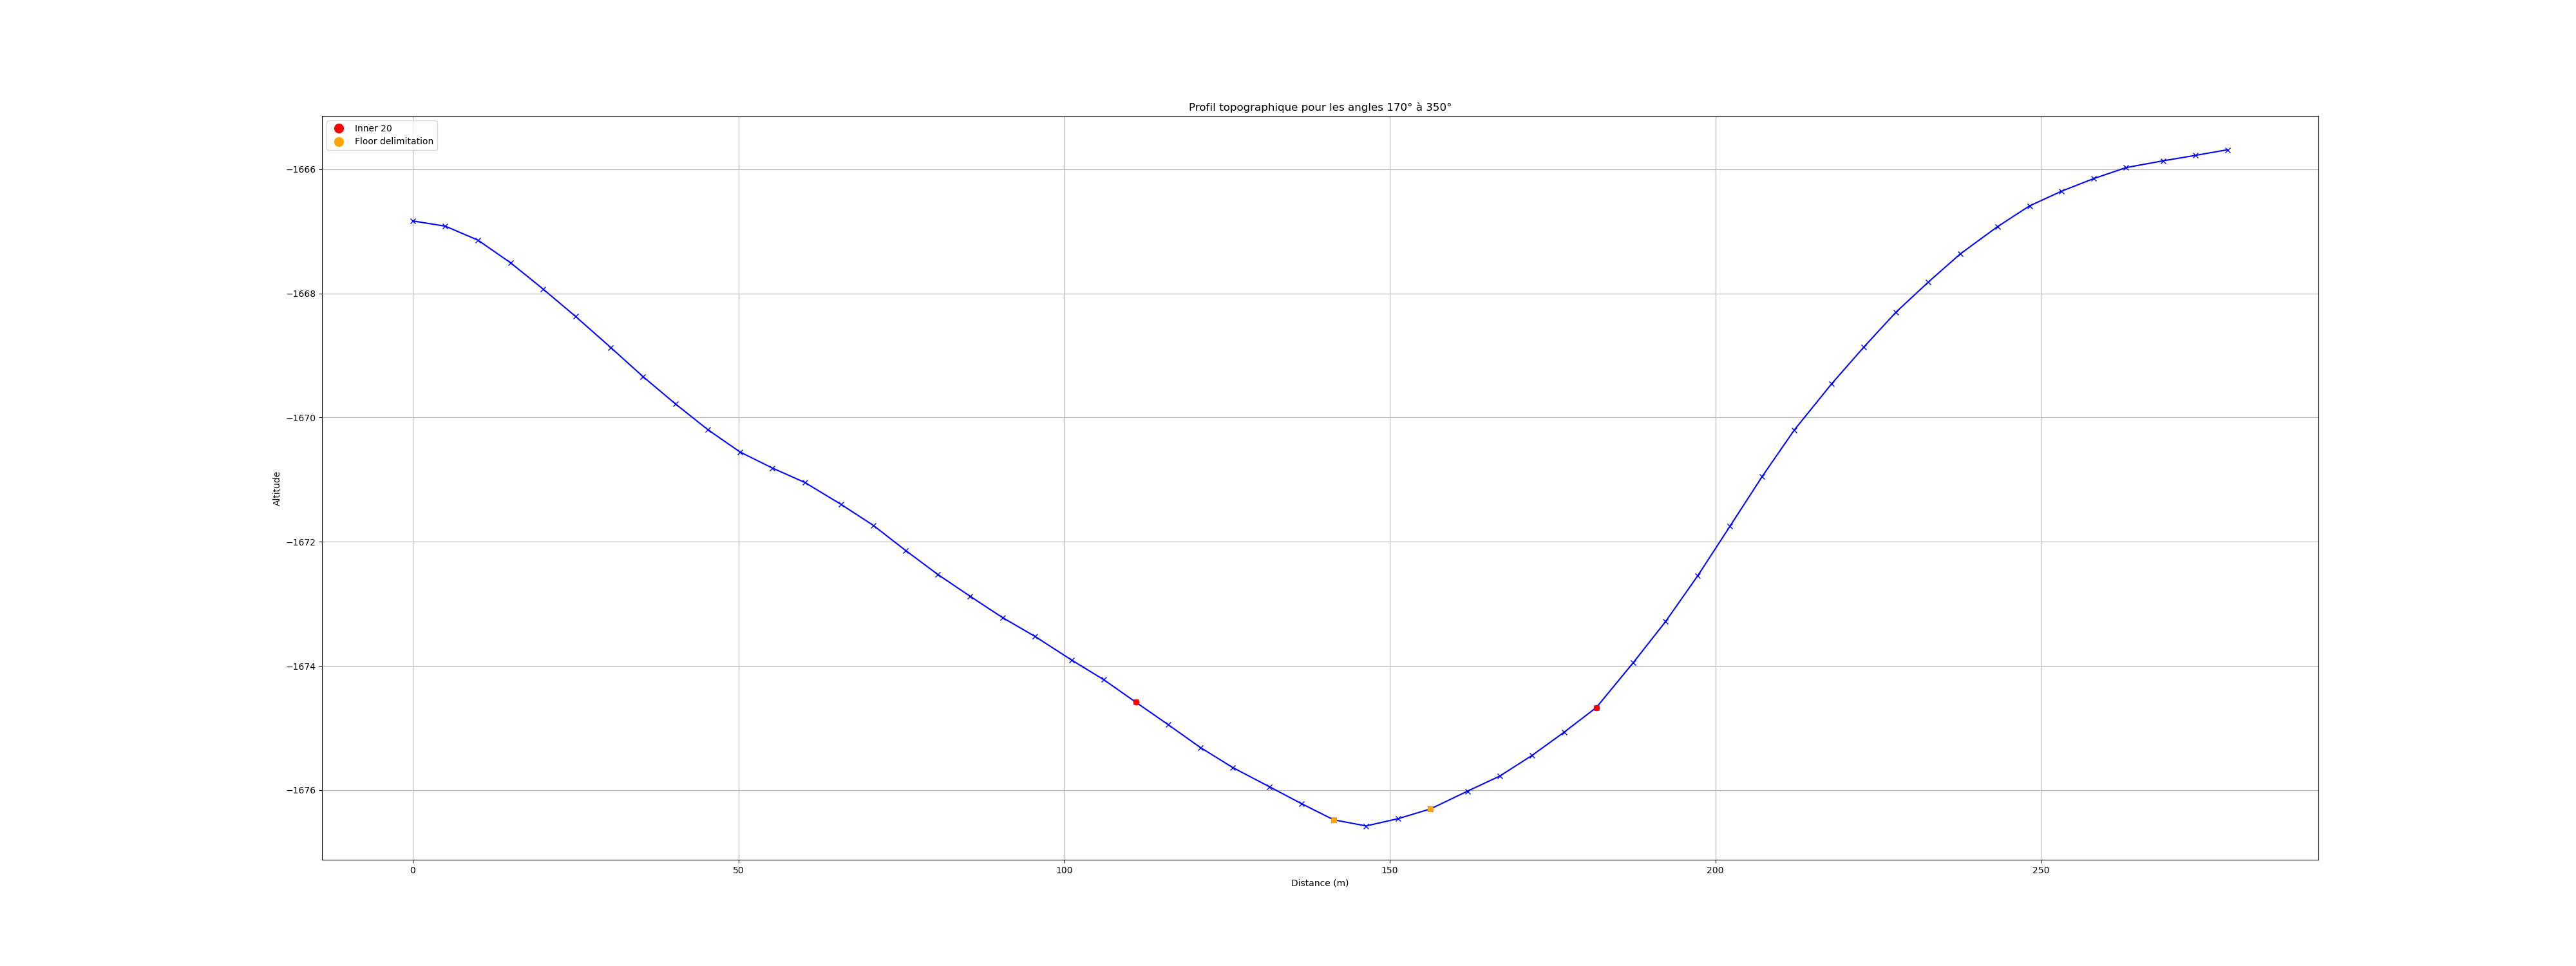 Profil topographique pour les angles 170° à 350°
Inner 20
Floor delimitation
−1666
−1668
−1670
−1672
−1674
−1676
Altitude
0 50 100 150 200 250
Distance (m)